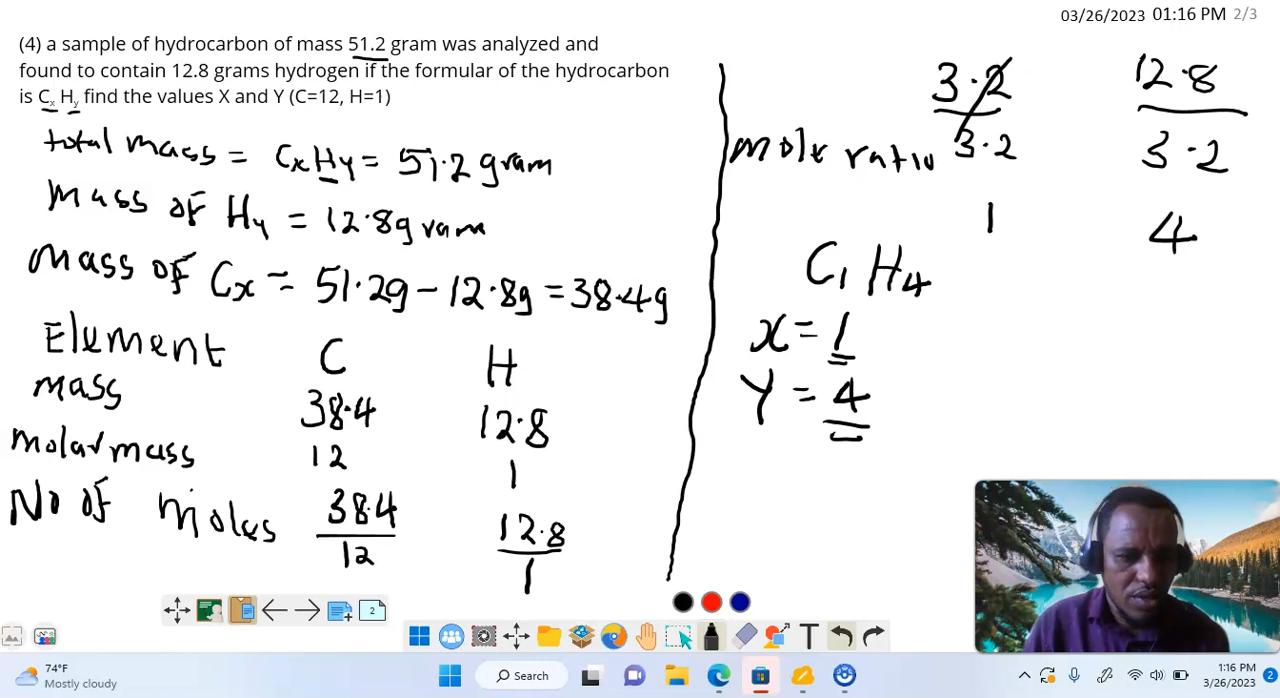 03/26/2023 01:16 PM 2/3
(4) a sample of hydrocarbon of mass 51.2 gram was analyzed and
found to contain 12.8 grams hydrogen if the formular of the hydrocarbon
is Cx Hy find the values X and Y (C=12, H=1)
total mass = CxHy = 51.2 gram
Mass of Hy = 12.8 gram
Mass of Cx = 51.2g - 12.8g = 38.4g
Element C H
mass 38.4 12.8
molar mass 12 1
No of moles 38.4/12 12.8/1
3.2 12.8
mole ratio 3.2 3.2
1 4
C1 H4
x = 1
Y = 4
2
T
74°F
Mostly cloudy
Search
1:16 PM
3/26/2023
2